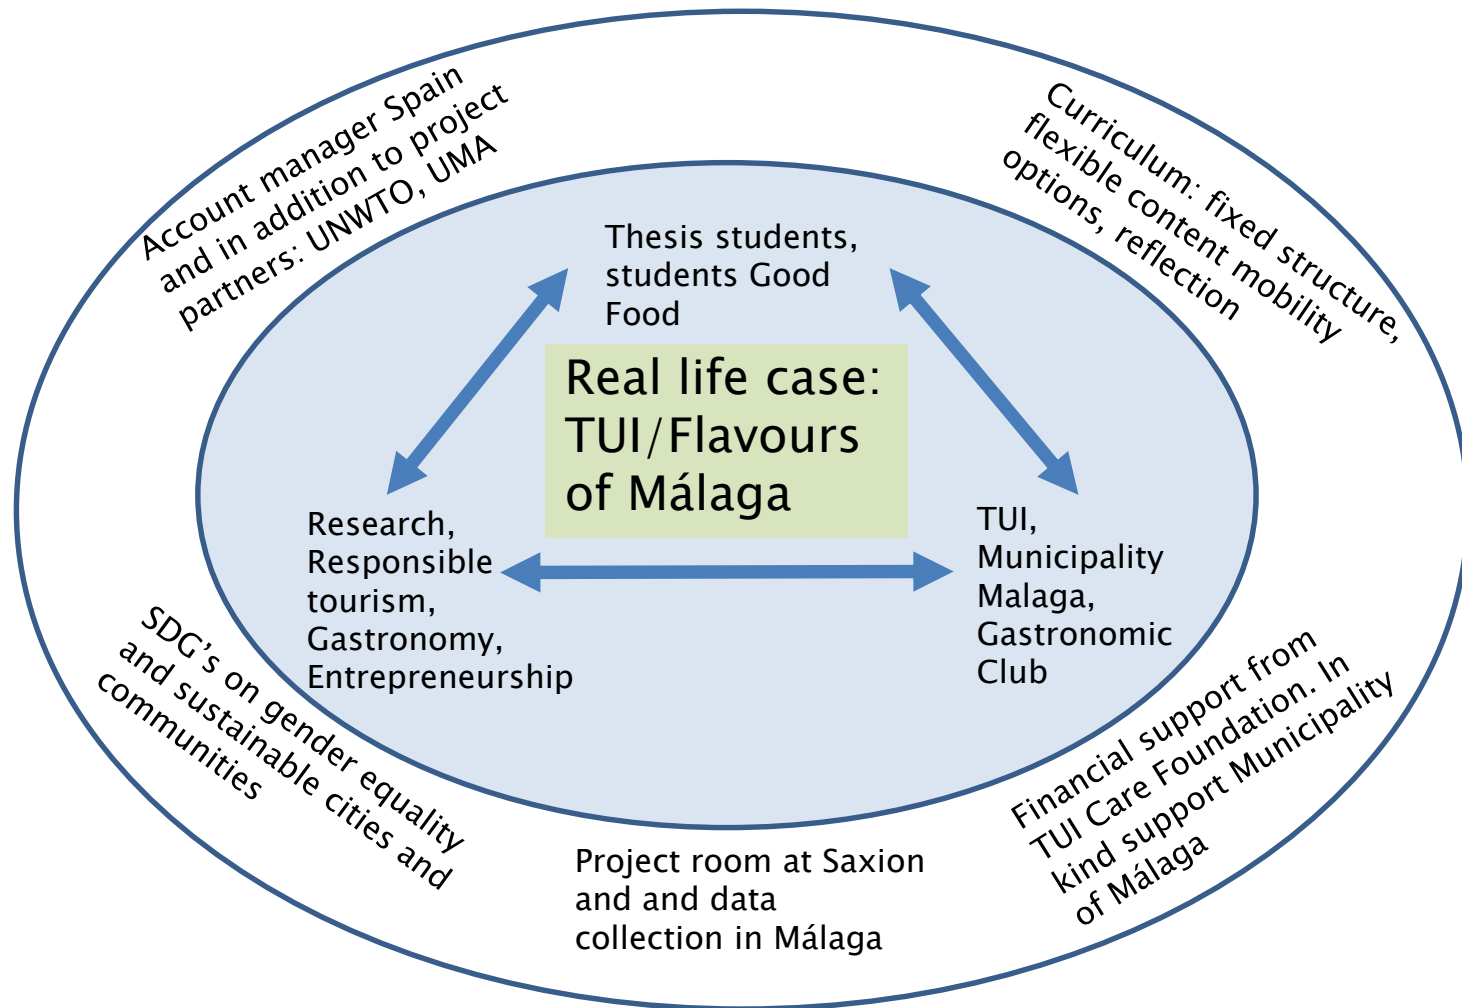 Account manager Spain
and in addition to project
partners: UNWTO, UMA
Curriculum: fixed structure,
flexible content mobility
options, reflection
Thesis students,
students Good
Food
Real life case:
TUI/Flavours
of Málaga
Research,
Responsible
tourism,
Gastronomy,
Entrepreneurship
TUI,
Municipality
Malaga,
Gastronomic
Club
SDG’s on gender equality
and sustainable cities and
communities
Project room at Saxion
and and data
collection in Málaga
Financial support from
TUI Care Foundation. In
kind support Municipality
of Málaga